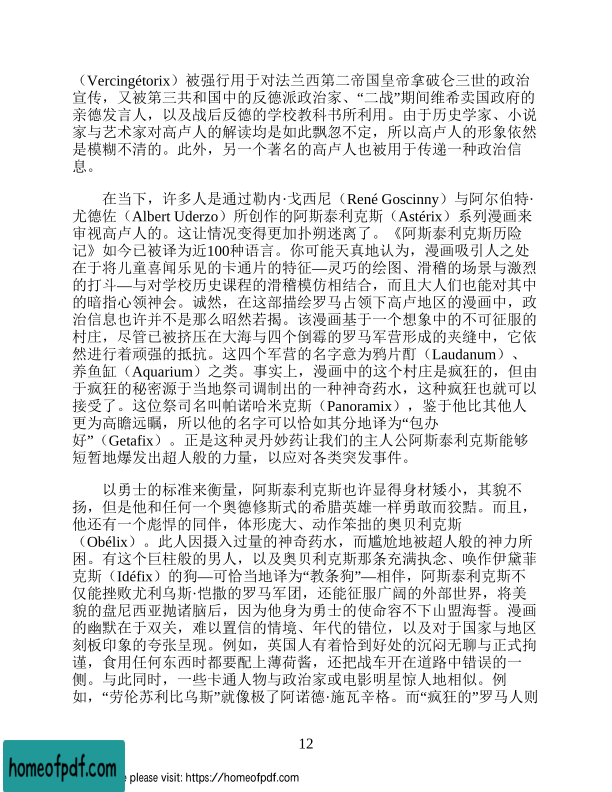 （Vercingétorix）被强行用于对法兰西第二帝国皇帝拿破仑三世的政治
宣传，又被第三共和国中的反德派政治家、“二战”期间维希卖国政府的
亲德发言人，以及战后反德的学校教科书所利用。由于历史学家、小说
家与艺术家对高卢人的解读均是如此飘忽不定，所以高卢人的形象依然
是模糊不清的。此外，另一个著名的高卢人也被用于传递一种政治信
息。
在当下，许多人是通过勒内·戈西尼（René Goscinny）与阿尔伯特·
尤德佐（Albert Uderzo）所创作的阿斯泰利克斯（Astérix）系列漫画来
审视高卢人的。这让情况变得更加扑朔迷离了。《阿斯泰利克斯历险
记》如今已被译为近100种语言。你可能天真地认为，漫画吸引人之处
在于将儿童喜闻乐见的卡通片的特征—灵巧的绘图、滑稽的场景与激烈
的打斗—与对学校历史课程的滑稽模仿相结合，而且大人们也能对其中
的暗指心领神会。诚然，在这部描绘罗马占领下高卢地区的漫画中，政
治信息也许并不是那么昭然若揭。该漫画基于一个想象中的不可征服的
村庄，尽管已被挤压在大海与四个倒霉的罗马军营形成的夹缝中，它依
然进行着顽强的抵抗。这四个军营的名字意为鸦片酊（Laudanum）、
养鱼缸（Aquarium）之类。事实上，漫画中的这个村庄是疯狂的，但由
于疯狂的秘密源于当地祭司调制出的一种神奇药水，这种疯狂也就可以
接受了。这位祭司名叫帕诺哈米克斯（Panoramix），鉴于他比其他人
更为高瞻远瞩，所以他的名字可以恰如其分地译为“包办
好”（Getafix）。正是这种灵丹妙药让我们的主人公阿斯泰利克斯能够
短暂地爆发出超人般的力量，以应对各类突发事件。
以勇士的标准来衡量，阿斯泰利克斯也许显得身材矮小，其貌不
扬，但是他和任何一个奥德修斯式的希腊英雄一样勇敢而狡黠。而且，
他还有一个彪悍的同伴，体形庞大、动作笨拙的奥贝利克斯
（Obélix）。此人因摄入过量的神奇药水，而尴尬地被超人般的神力所
困。有这个巨柱般的男人，以及奥贝利克斯那条充满执念、唤作伊黛菲
克斯（Idéfix）的狗—可恰当地译为“教条狗”—相伴，阿斯泰利克斯不
仅能挫败尤利乌斯·恺撒的罗马军团，还能征服广阔的外部世界，将美
貌的盘尼西亚抛诸脑后，因为他身为勇士的使命容不下山盟海誓。漫画
的幽默在于双关，难以置信的情境、年代的错位，以及对于国家与地区
刻板印象的夸张呈现。例如，英国人有着恰到好处的沉闷无聊与正式拘
谨，食用任何东西时都要配上薄荷酱，还把战车开在道路中错误的一
侧。与此同时，一些卡通人物与政治家或电影明星惊人地相似。例
如，“劳伦苏利比乌斯”就像极了阿诺德·施瓦辛格。而“疯狂的”罗马人则
12
homeofpdf.com
please visit: https://homeofpdf.com